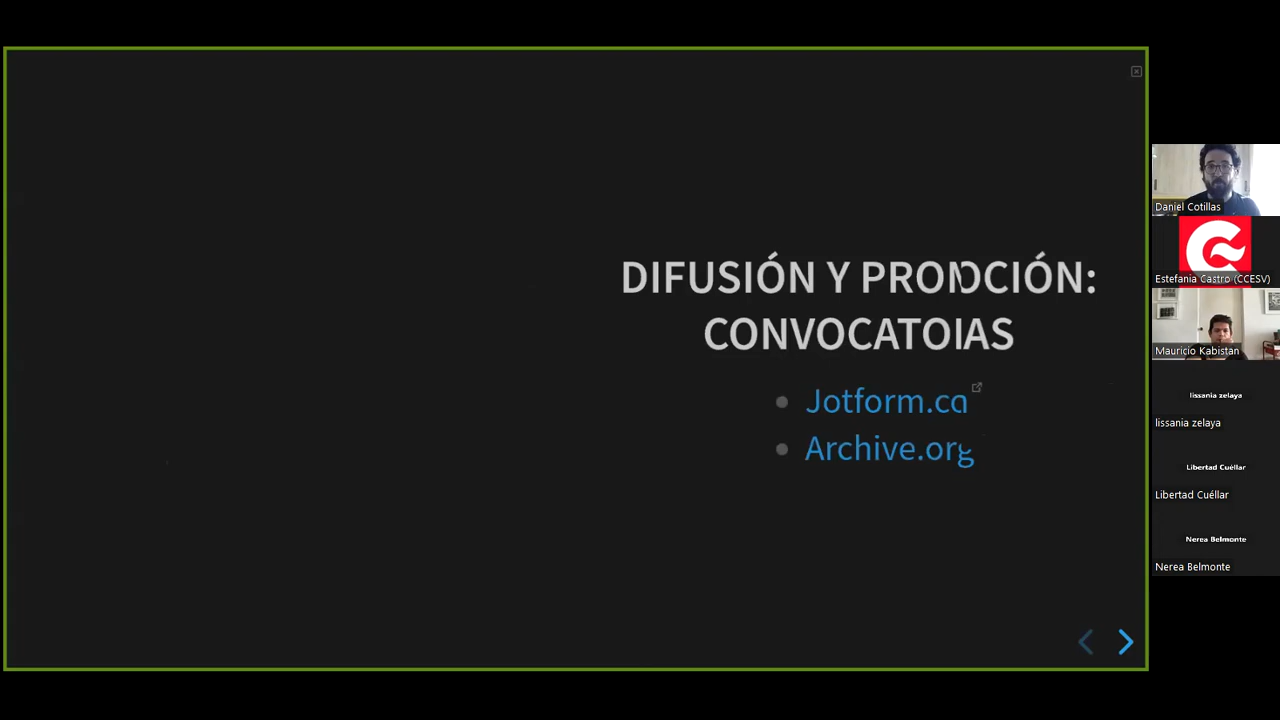 DIFUSIÓN Y PROMOCIÓN:
CONVOCATOIAS
Jotform.ca
Archive.org
Daniel Cotillas
Estefania Castro (CCESV)
Mauricio Kabistan
lissania zelaya
lissania zelaya
Libertad Cuéllar
Libertad Cuéllar
Nerea Belmonte
Nerea Belmonte